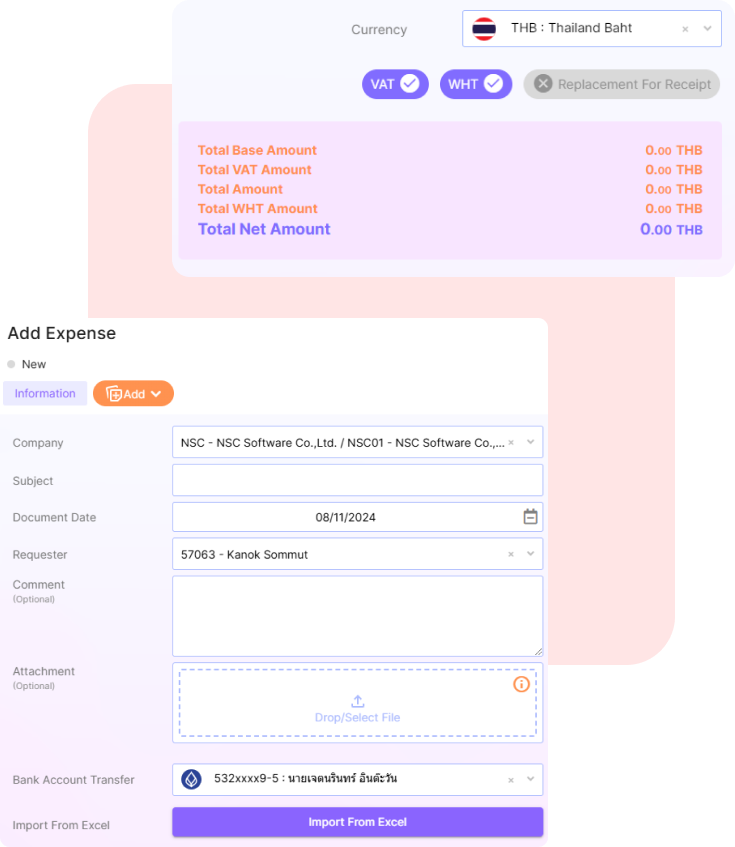 Currency
THB : Thailand Baht
VAT
WHT
Replacement For Receipt
Total Base Amount 0.00 THB
Total VAT Amount 0.00 THB
Total Amount 0.00 THB
Total WHT Amount 0.00 THB
Total Net Amount 0.00 THB
Add Expense
New
Information
Add
Company
NSC - NSC Software Co.,Ltd. / NSC01 - NSC Software Co.,...
Subject
Document Date
08/11/2024
Requester
57063 - Kanok Sommut
Comment
(Optional)
Attachment
(Optional)
Drop/Select File
Bank Account Transfer
532xxxx9-5 : นายเจตนรินทร์ อินต๊ะวัน
Import From Excel
Import From Excel